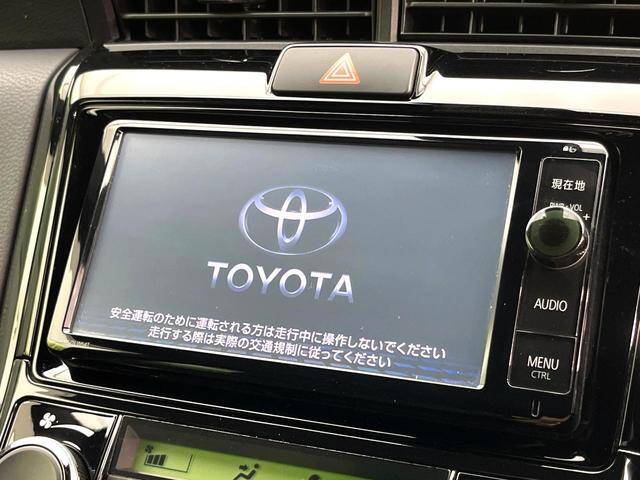 現在地
PWR•VOL
+
TOYOTA
AUDIO
安全運転のために運転される方は走行中に操作しないでください
走行する際は実際の交通規制に従ってください
MENU
CTRL